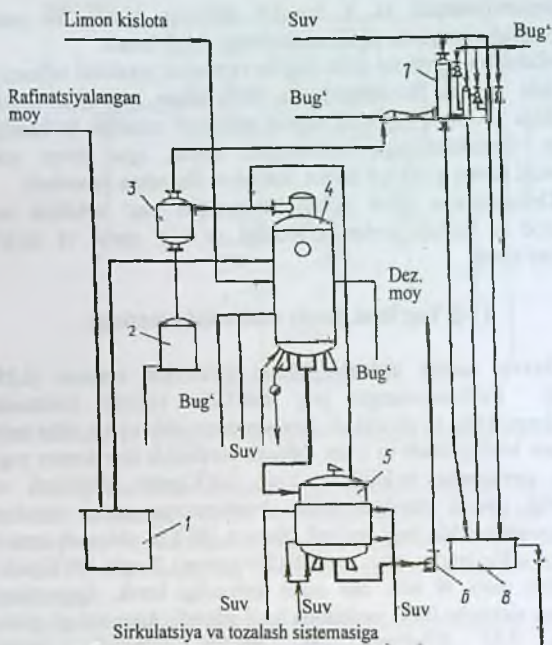 Limon kislota
Suv
Bug‘
Rafinatsiyalangan
moy
Bug‘
7
3
4
Dez.
moy
2
Bug‘
Suv
Bug‘
5
1
6
8
Suv
Suv
Suv
Sirkulatsiya va tozalash sistemasiga